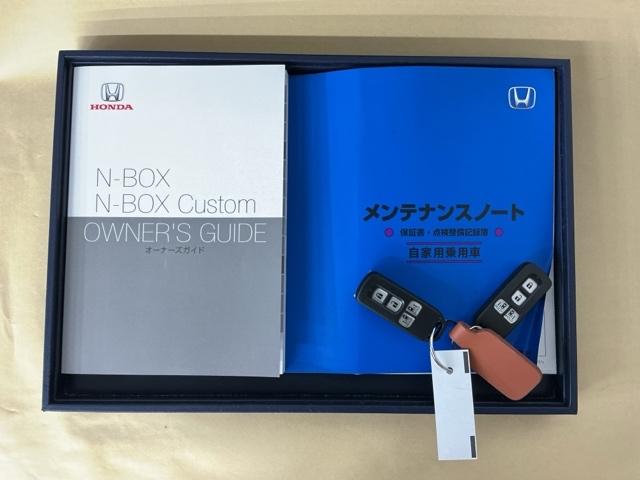 HONDA
N-BOX
N-BOX Custom
OWNER'S GUIDE
オーナーズガイド
メンテナンスノート
保証書・点検整備記録簿
自家用乗用車